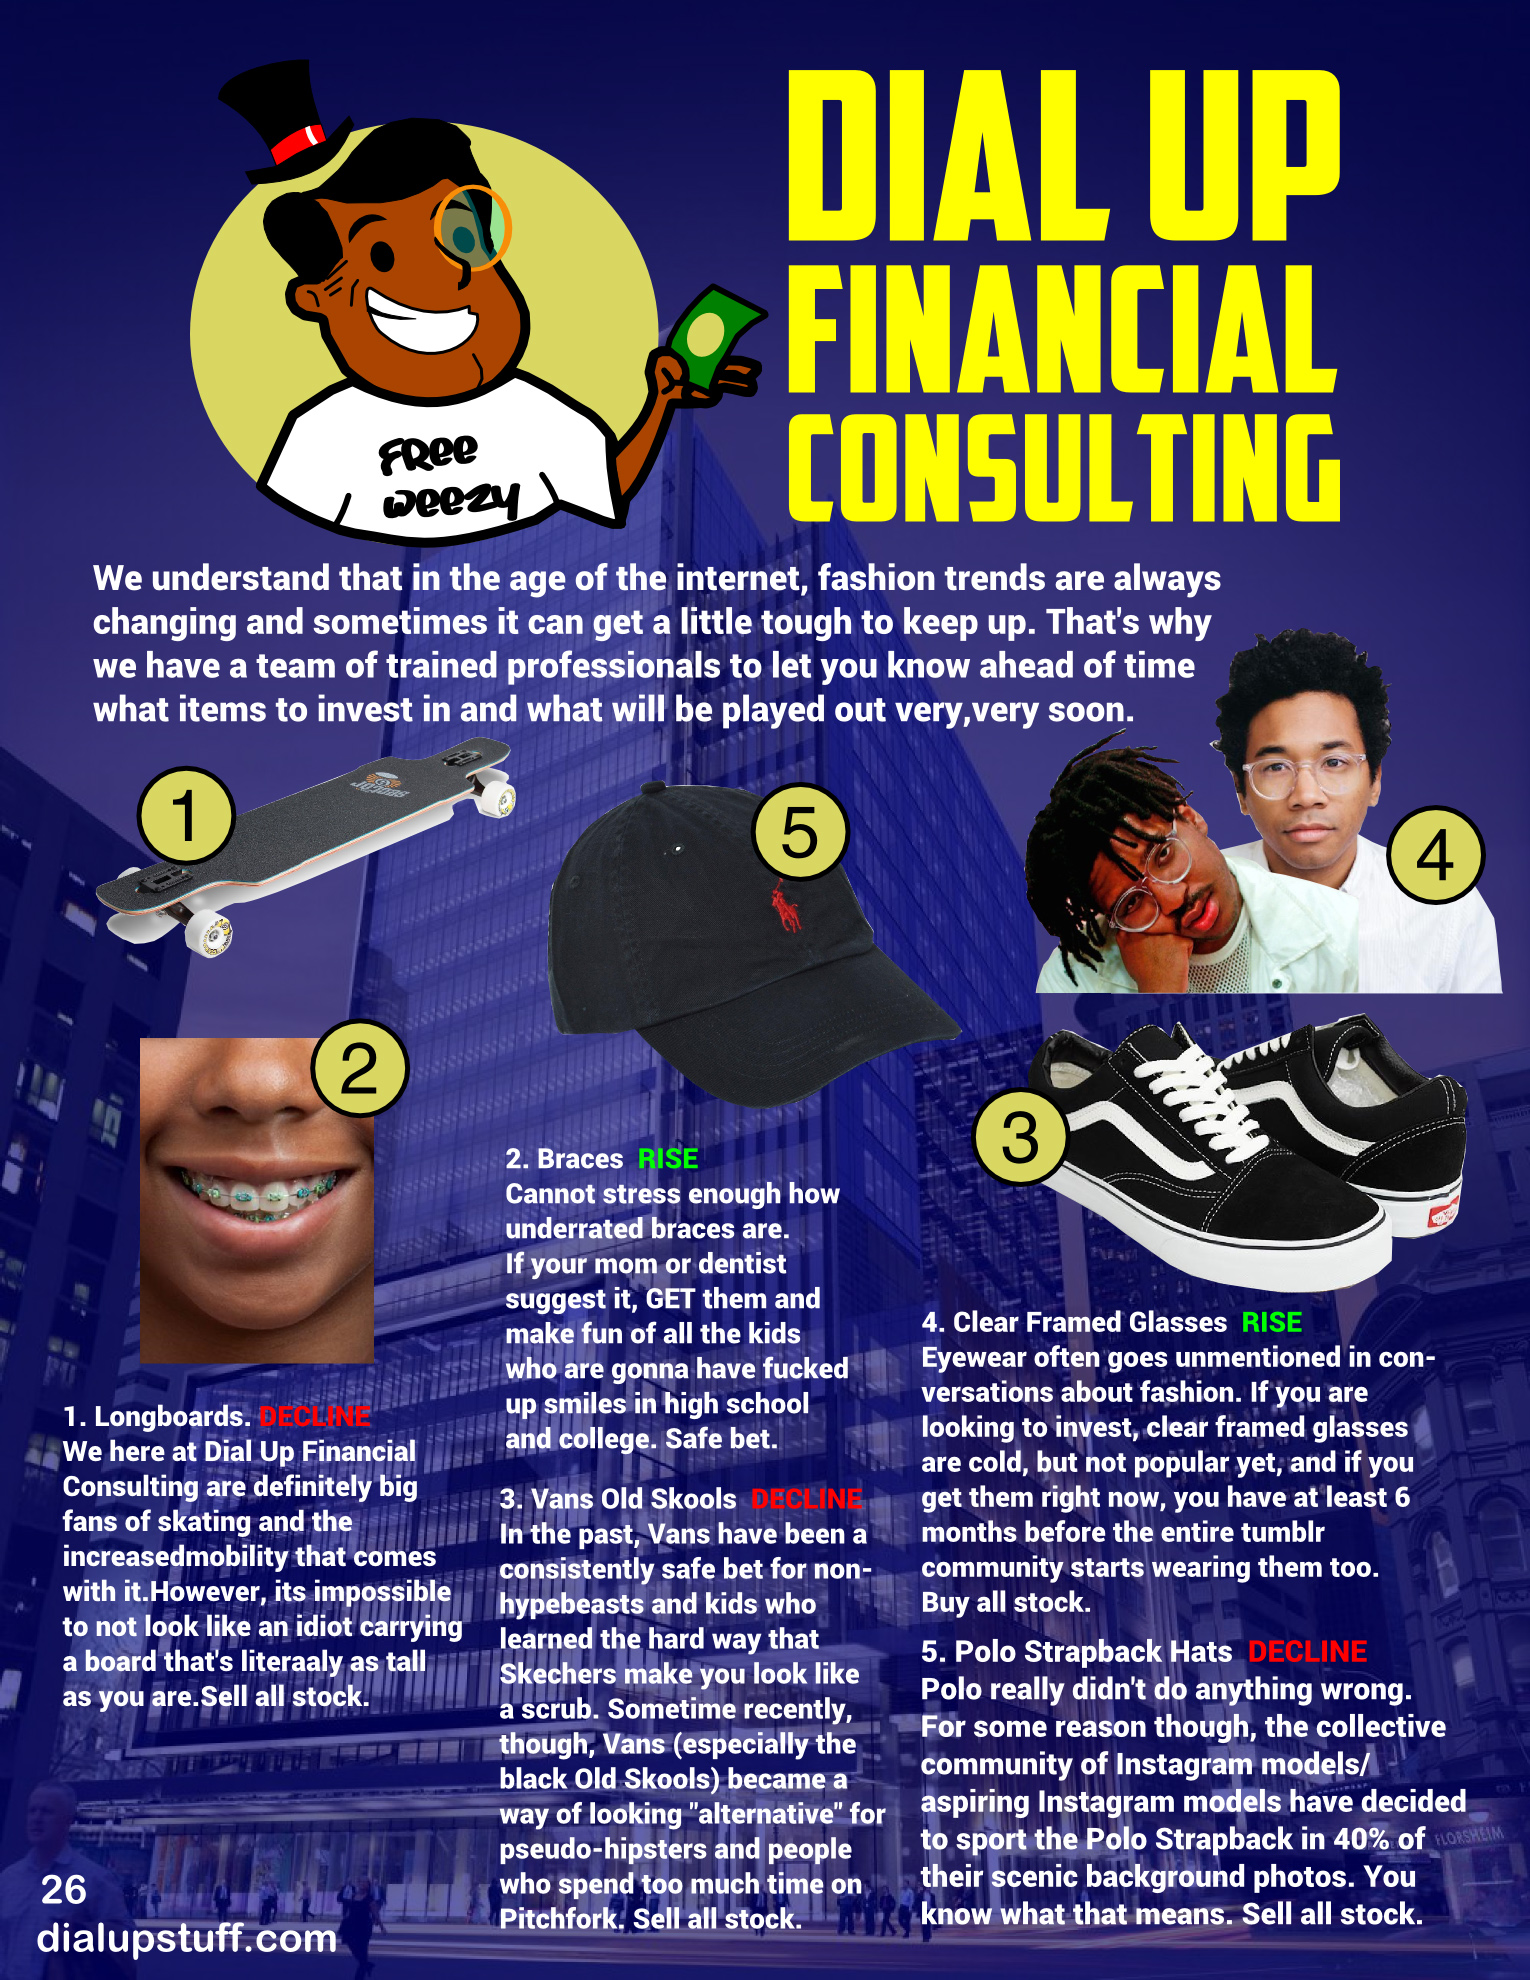 DIAL UP
FINANCIAL
CONSULTING
FREE
WEEZY
We understand that in the age of the internet, fashion trends are always
changing and sometimes it can get a little tough to keep up. That's why
we have a team of trained professionals to let you know ahead of time
what items to invest in and what will be played out very,very soon.
1
5
4
2
3
1. Longboards. DECLINE
We here at Dial Up Financial
Consulting are definitely big
fans of skating and the
increasedmobility that comes
with it.However, its impossible
to not look like an idiot carrying
a board that's literaaly as tall
as you are.Sell all stock.
2. Braces RISE
Cannot stress enough how
underrated braces are.
If your mom or dentist
suggest it, GET them and
make fun of all the kids
who are gonna have fucked
up smiles in high school
and college. Safe bet.
3. Vans Old Skools DECLINE
In the past, Vans have been a
consistently safe bet for non-
hypebeasts and kids who
learned the hard way that
Skechers make you look like
a scrub. Sometime recently,
though, Vans (especially the
black Old Skools) became a
way of looking "alternative" for
pseudo-hipsters and people
who spend too much time on
Pitchfork. Sell all stock.
4. Clear Framed Glasses RISE
Eyewear often goes unmentioned in con-
versations about fashion. If you are
looking to invest, clear framed glasses
are cold, but not popular yet, and if you
get them right now, you have at least 6
months before the entire tumblr
community starts wearing them too.
Buy all stock.
5. Polo Strapback Hats DECLINE
Polo really didn't do anything wrong.
For some reason though, the collective
community of Instagram models/
aspiring Instagram models have decided
to sport the Polo Strapback in 40% of
their scenic background photos. You
know what that means. Sell all stock.
FLORSHEIM
26
dialupstuff.com